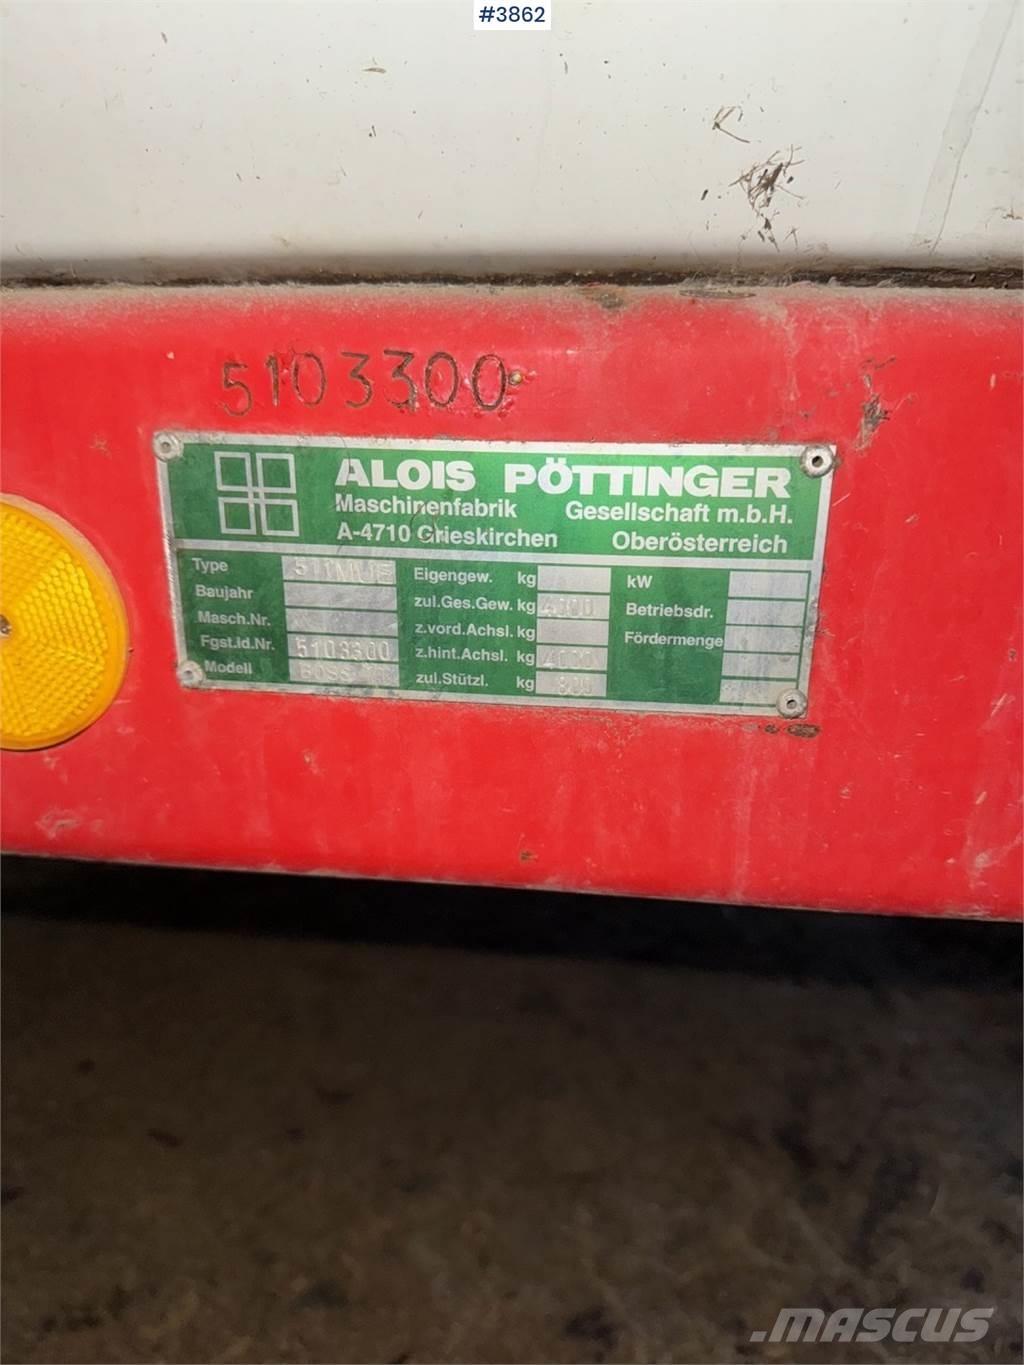 #3862
5103300
ALOIS PÖTTINGER
Maschinenfabrik Gesellschaft m.b.H.
A-4710 Grieskirchen Oberösterreich
Type 511MUE Eigengew. kg kW
Baujahr zul.Ges.Gew. kg 4000 Betriebsdr.
Masch.Nr. z.vord.Achsl. kg Fördermenge
Fgst.Id.Nr. 5103300 z.hint.Achsl. kg 4000
Modell BOSS zul.Stützl. kg
MASCUS